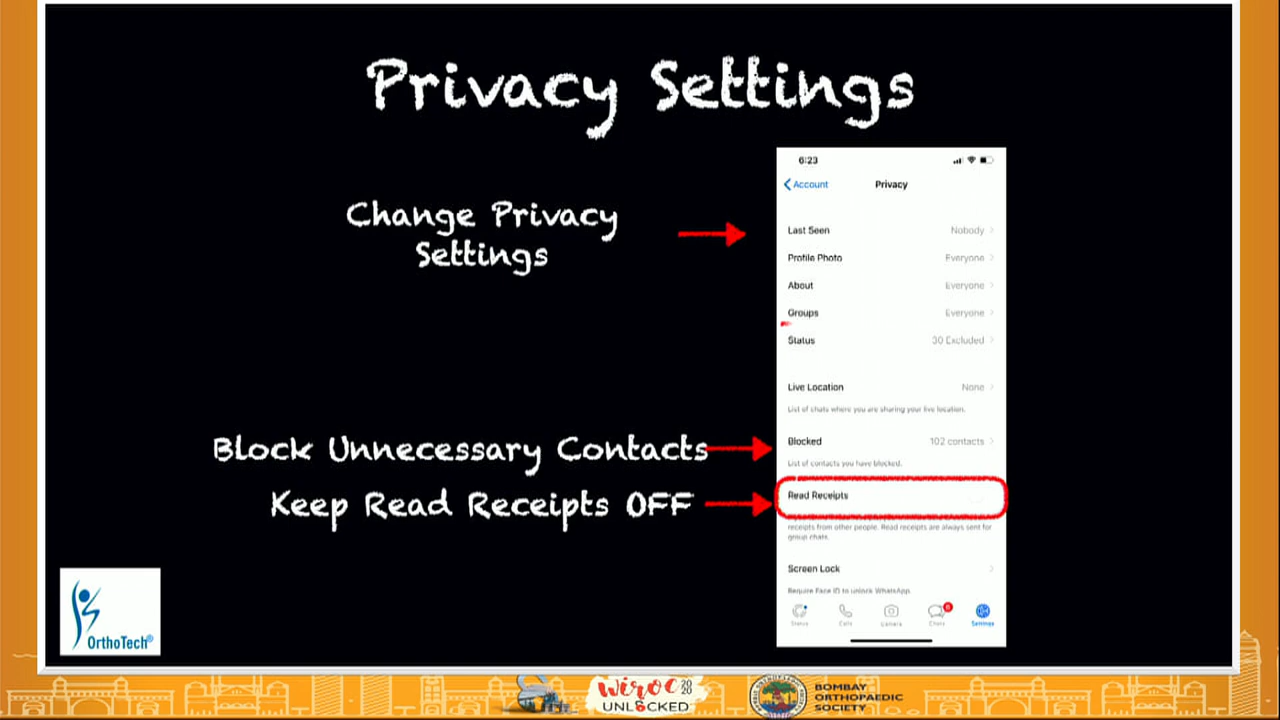 Privacy Settings
Change Privacy
Settings
Block Unnecessary Contacts
Keep Read Receipts OFF
6:23
Account
Privacy
Last Seen Nobody
Profile Photo Everyone
About Everyone
Groups Everyone
Status 30 Excluded
Live Location None
List of chats where you are sharing your live location.
Blocked 102 contacts
List of contacts you have blocked.
Read Receipts
receipts from other people. Read receipts are always sent for
group chats.
Screen Lock
Require Face ID to unlock WhatsApp.
Status Calls Camera Chats Settings
OrthoTech®
WIROC 20
20
UNLOCKED
BOMBAY
ORTHOPAEDIC
SOCIETY